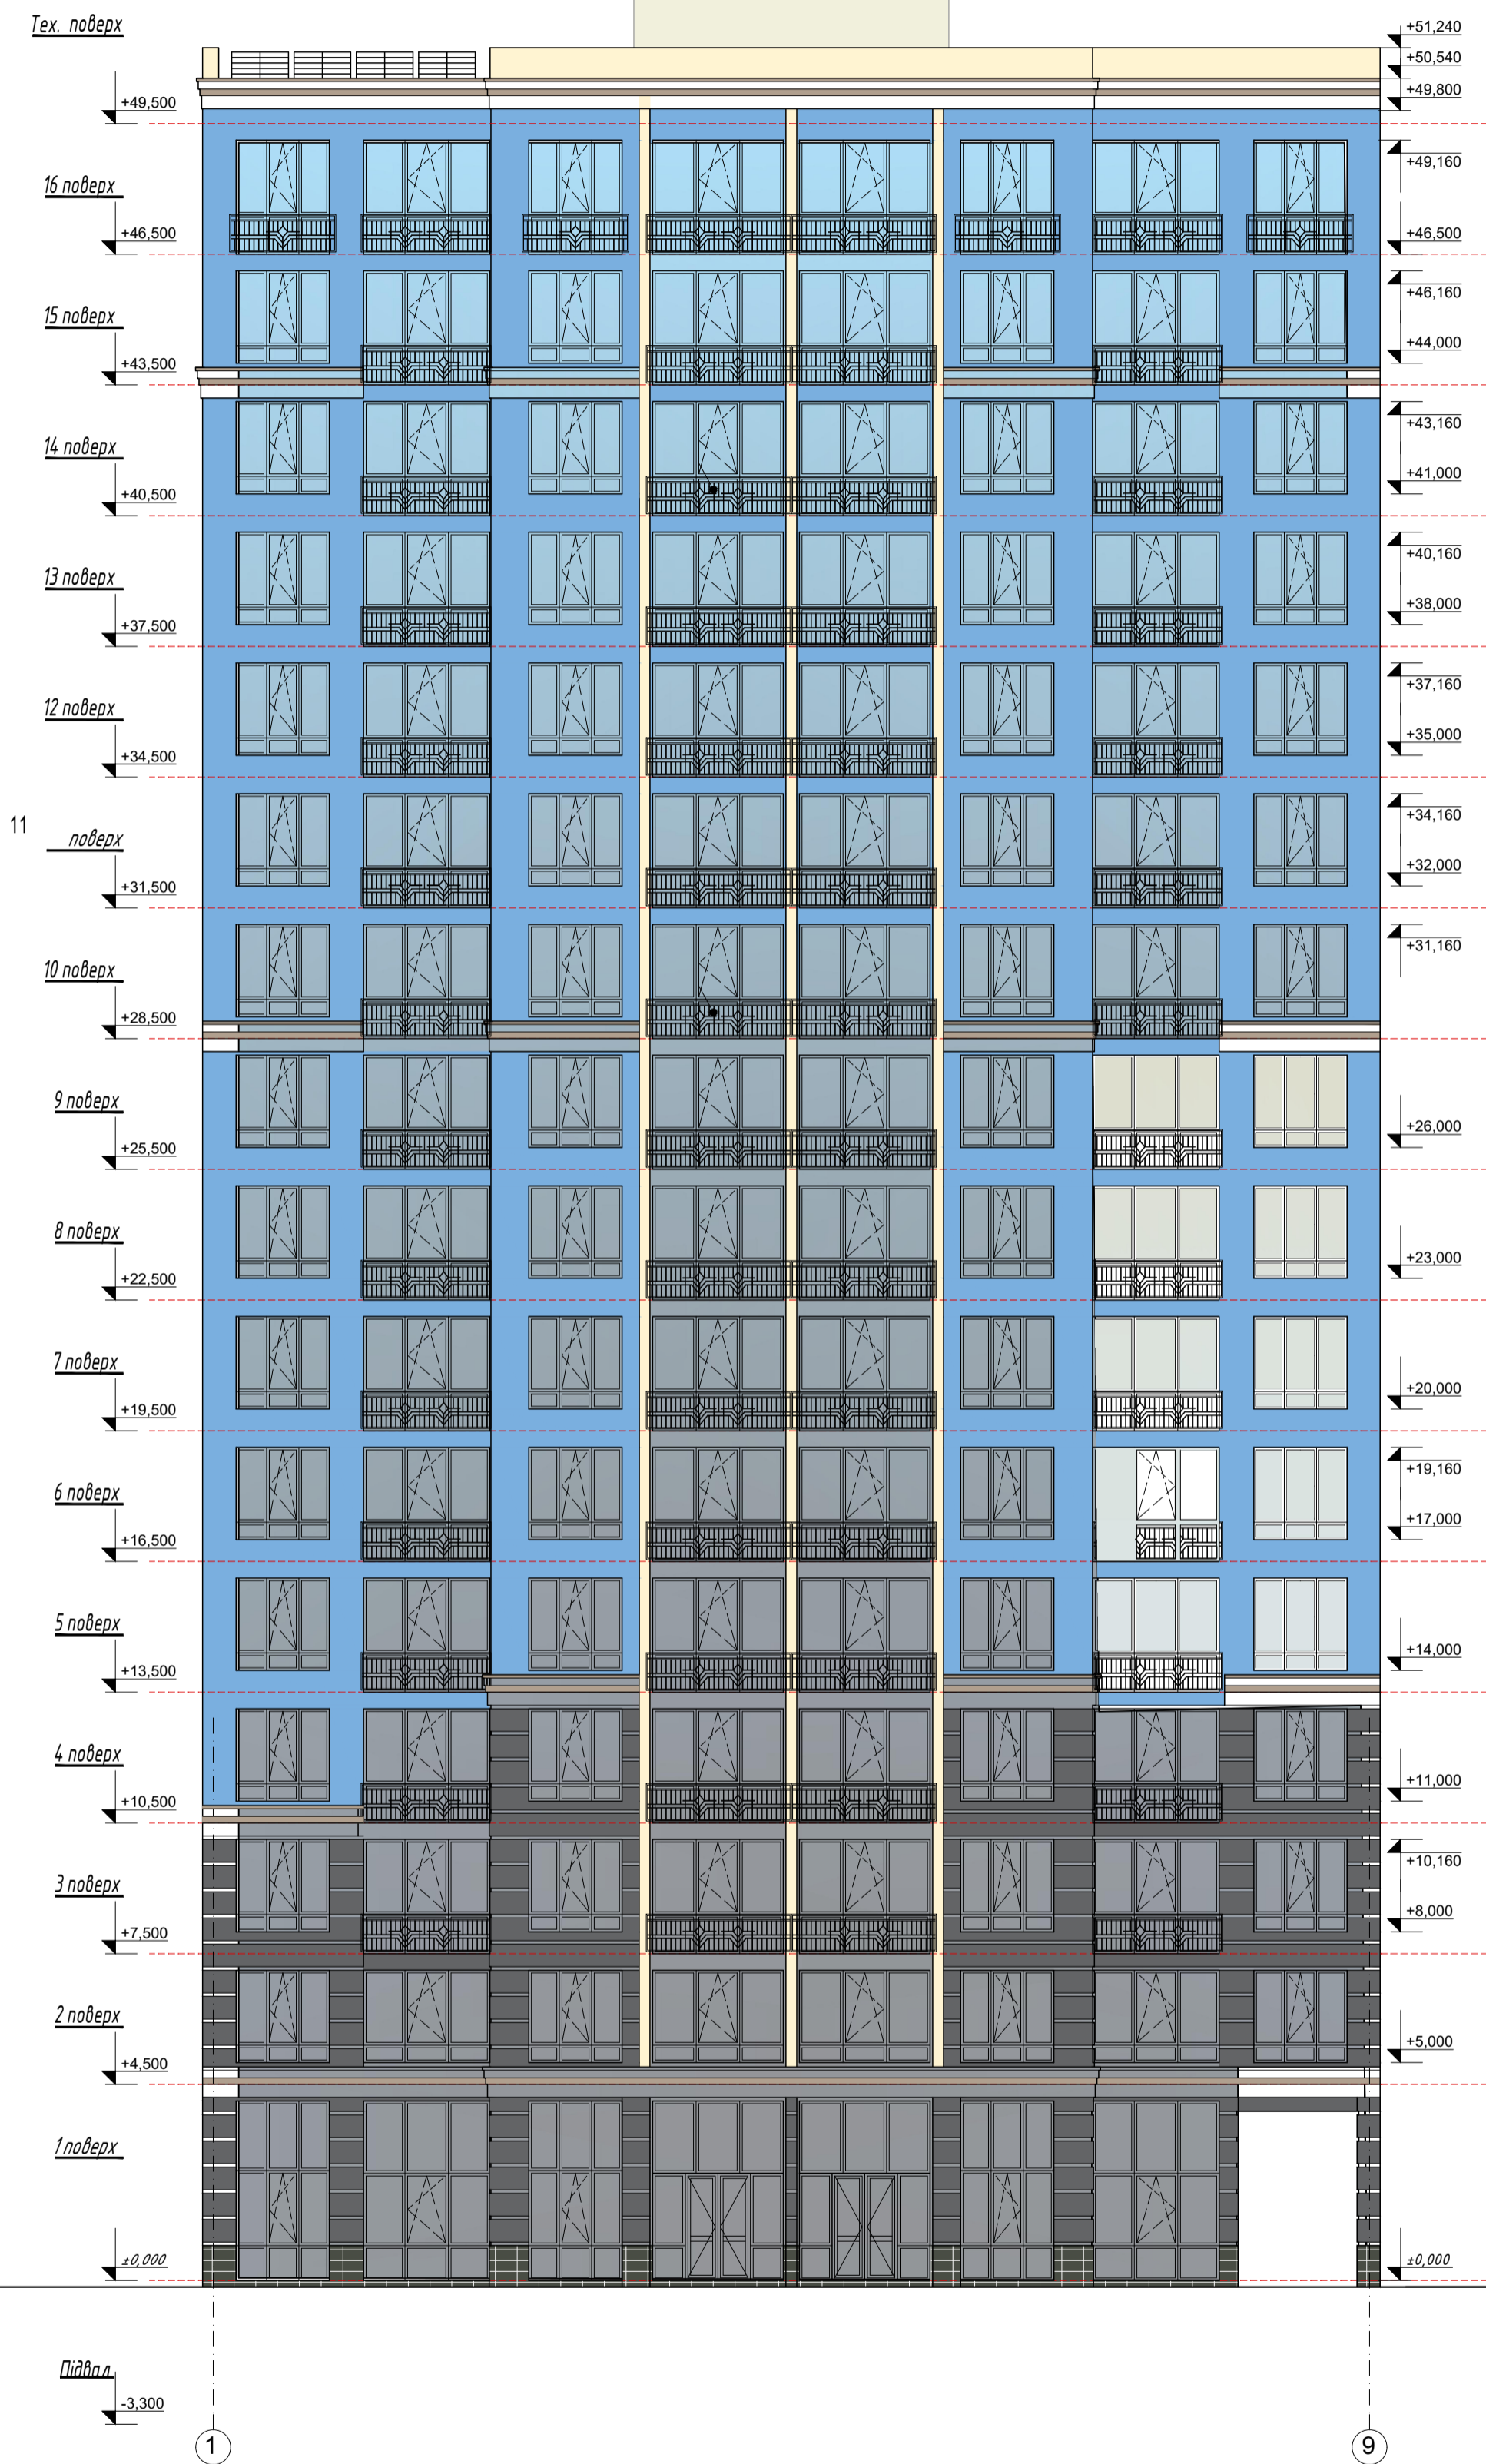 Тех. поверх
+51,240
+50,540
+49,800
+49,500
+49,160
16 поверх
+46,500
+46,500
+46,160
15 поверх
+44,000
+43,500
+43,160
14 поверх
+41,000
+40,500
+40,160
13 поверх
+38,000
+37,500
+37,160
12 поверх
+35,000
+34,500
+34,160
11 поверх
+32,000
+31,500
+31,160
10 поверх
+28,500
9 поверх
+26,000
+25,500
8 поверх
+23,000
+22,500
7 поверх
+20,000
+19,500
+19,160
6 поверх
+17,000
+16,500
5 поверх
+14,000
+13,500
4 поверх
+11,000
+10,500
+10,160
3 поверх
+8,000
+7,500
2 поверх
+5,000
+4,500
1 поверх
±0,000
±0,000
Підвал
-3,300
1
9